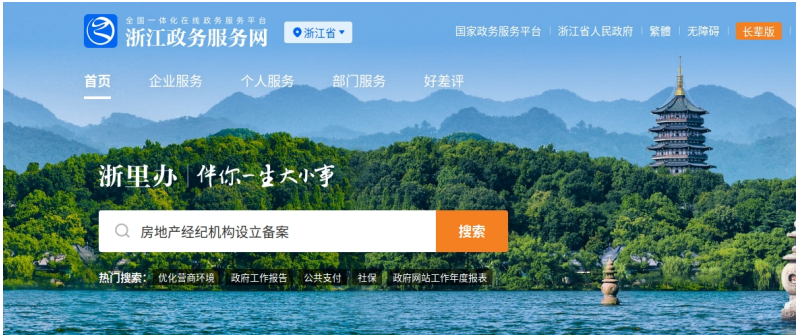 全国一体化在线政务服务平台
浙江政务服务网
浙江省
国家政务服务平台 浙江省人民政府 繁體 无障碍 长辈版
首页 企业服务 个人服务 部门服务 好差评
浙里办 伴你一生大小事
房地产经纪机构设立备案 搜索
热门搜索： 优化营商环境 政府工作报告 公共支付 社保 政府网站工作年度报表